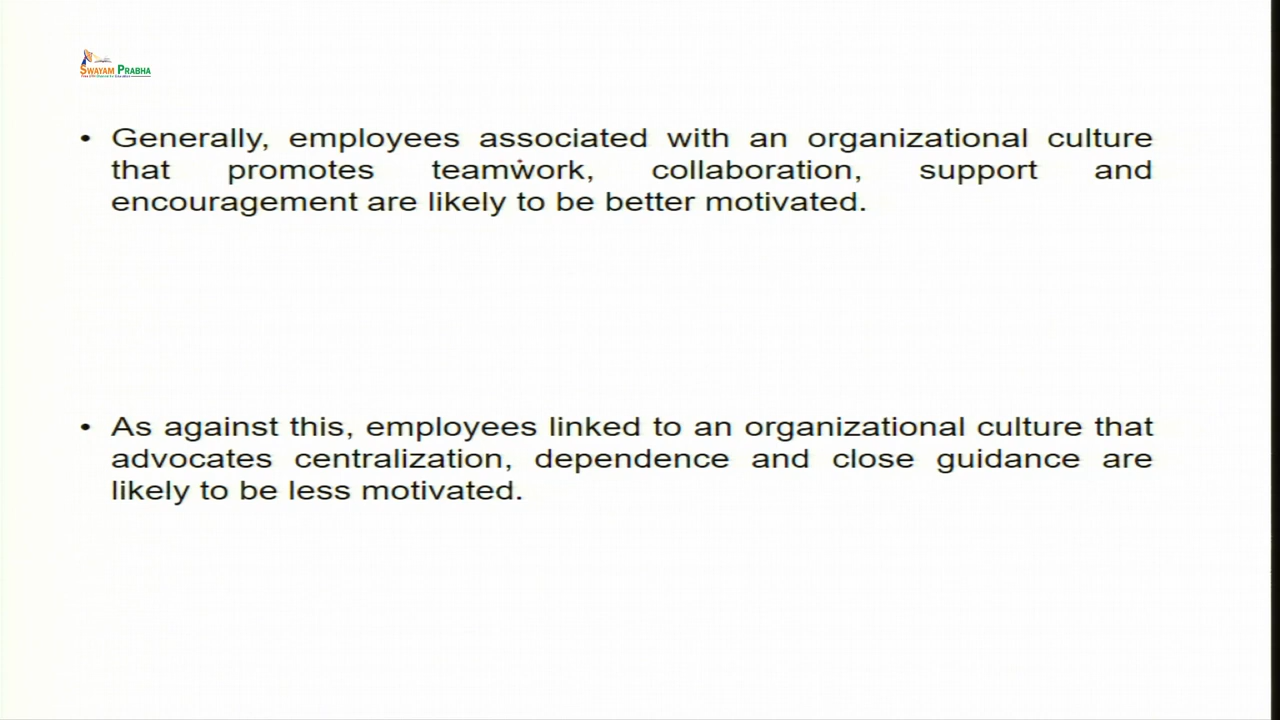 SWAYAM PRABHA
• Generally, employees associated with an organizational culture
that promotes teamwork, collaboration, support and
encouragement are likely to be better motivated.
• As against this, employees linked to an organizational culture that
advocates centralization, dependence and close guidance are
likely to be less motivated.